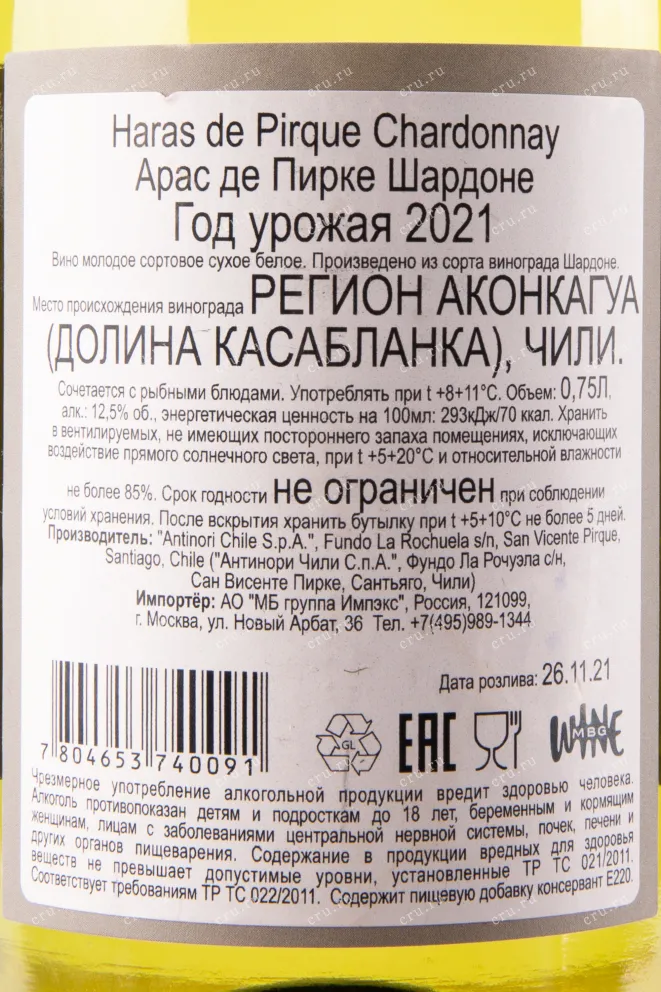 Haras de Pirque Chardonnay
Арас де Пирке Шардоне
Год урожая 2021
Вино молодое сортовое сухое белое. Произведено из сорта винограда Шардоне.
Место происхождения винограда РЕГИОН АКОНКАГУА
(ДОЛИНА КАСАБЛАНКА), ЧИЛИ.
Сочетается с рыбными блюдами. Употреблять при t +8+11°С. Объем: 0,75Л,
алк.: 12,5% об., энергетическая ценность на 100мл: 293кДж/70 ккал. Хранить
в вентилируемых, не имеющих постороннего запаха помещениях, исключающих
воздействие прямого солнечного света, при t +5+20°С и относительной влажности
не более 85%. Срок годности не ограничен при соблюдении
условий хранения. После вскрытия хранить бутылку при t +5+10°С не более 5 дней.
Производитель: "Antinori Chile S.p.A.", Fundo La Rochuela s/n, San Vicente Pirque,
Santiago, Chile ("Антинори Чили С.п.А.", Фундо Ла Рочуэла с/н,
Сан Висенте Пирке, Сантьяго, Чили)
Импортёр: АО "МБ группа Импэкс", Россия, 121099,
г. Москва, ул. Новый Арбат, 36 Тел. +7(495)989-1344
Дата розлива: 26.11.21
7 804653 740091
GL
EAC
WINE
MBG
Чрезмерное употребление алкогольной продукции вредит здоровью человека.
Алкоголь противопоказан детям и подросткам до 18 лет, беременным и кормящим
женщинам, лицам с заболеваниями центральной нервной системы, почек, печени и
других органов пищеварения. Содержание в продукции вредных для здоровья
веществ не превышает допустимые уровни, установленные ТР ТС 021/2011.
Соответствует требованиям ТР ТС 022/2011. Содержит пищевую добавку консервант Е220.
cru.ru